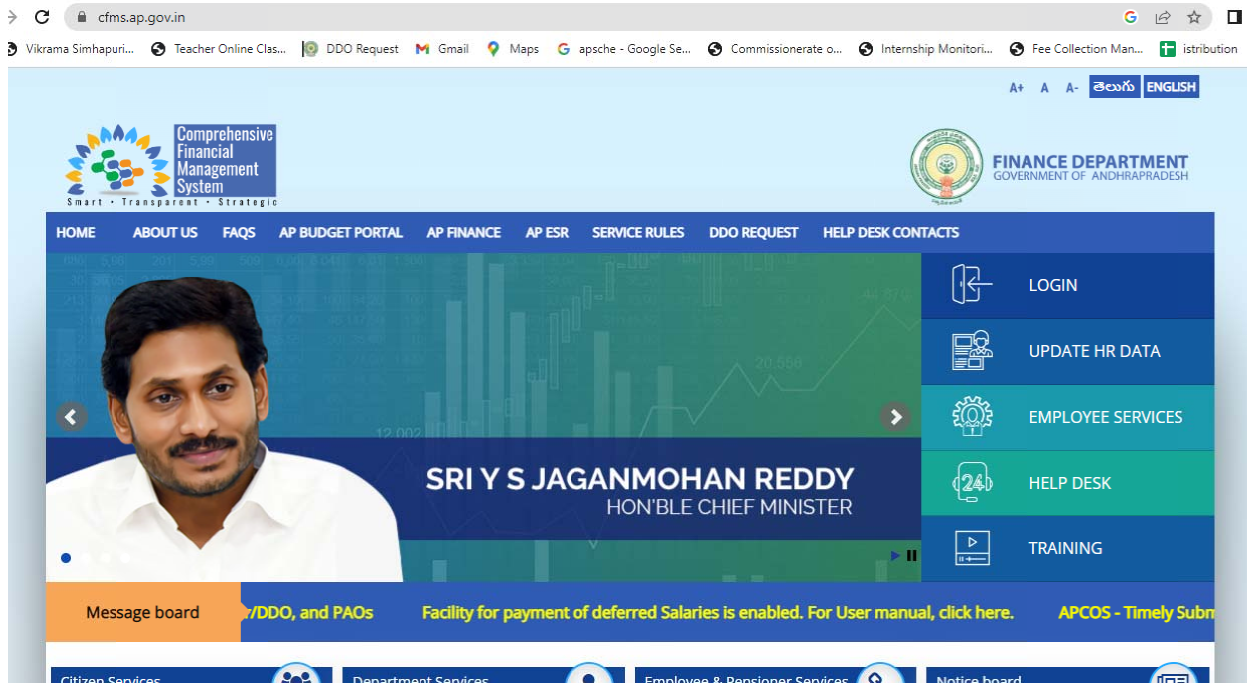 cfms.ap.gov.in
Vikrama Simhapuri... Teacher Online Clas... DDO Request Gmail Maps apsche - Google Se... Commissionerate o... Internship Monitori... Fee Collection Man... istribution
A+ A A- తెలుగు ENGLISH
Comprehensive
Financial
Management
System
Smart • Transparent • Strategic
FINANCE DEPARTMENT
GOVERNMENT OF ANDHRAPRADESH
HOME ABOUT US FAQS AP BUDGET PORTAL AP FINANCE AP ESR SERVICE RULES DDO REQUEST HELP DESK CONTACTS
LOGIN
UPDATE HR DATA
20,556
EMPLOYEE SERVICES
12,002
SRI Y S JAGANMOHAN REDDY
HON'BLE CHIEF MINISTER
24
HELP DESK
TRAINING
Message board r/DDO, and PAOs Facility for payment of deferred Salaries is enabled. For User manual, click here. APCOS - Timely Subm
Citizen Services Department Services Employee & Pensioner Services Notice board